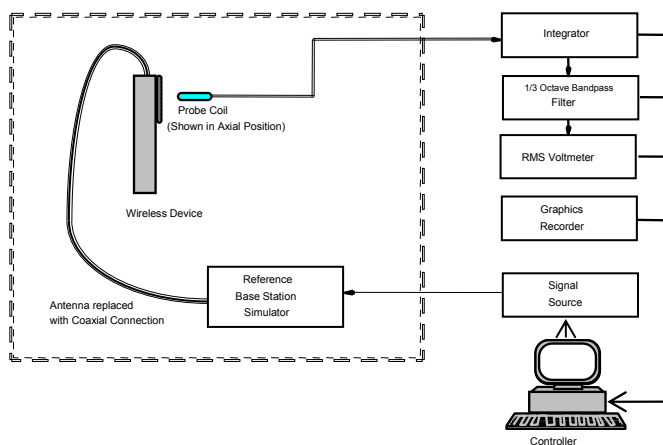 Integrator
1/3 Octave Bandpass
Filter
RMS Voltmeter
Graphics
Recorder
Signal
Source
Controller
Probe Coil
(Shown in Axial Position)
Wireless Device
Reference
Base Station
Simulator
Antenna replaced
with Coaxial Connection